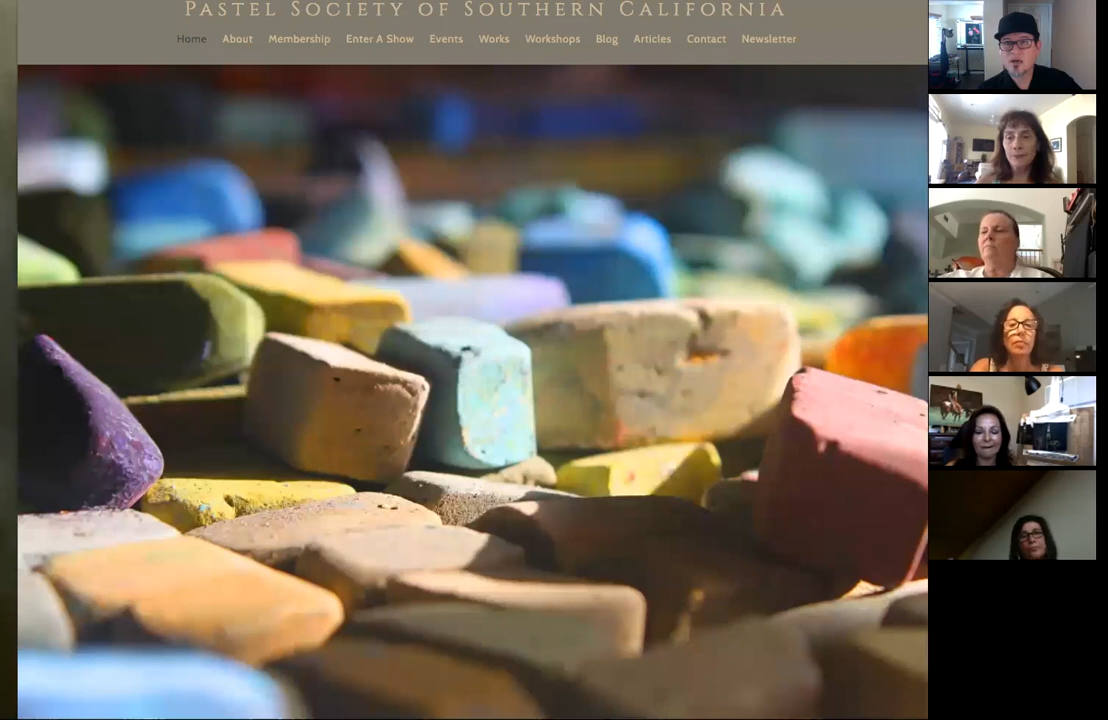 PASTEL SOCIETY OF SOUTHERN CALIFORNIA
Home About Membership Enter A Show Events Works Workshops Blog Articles Contact Newsletter